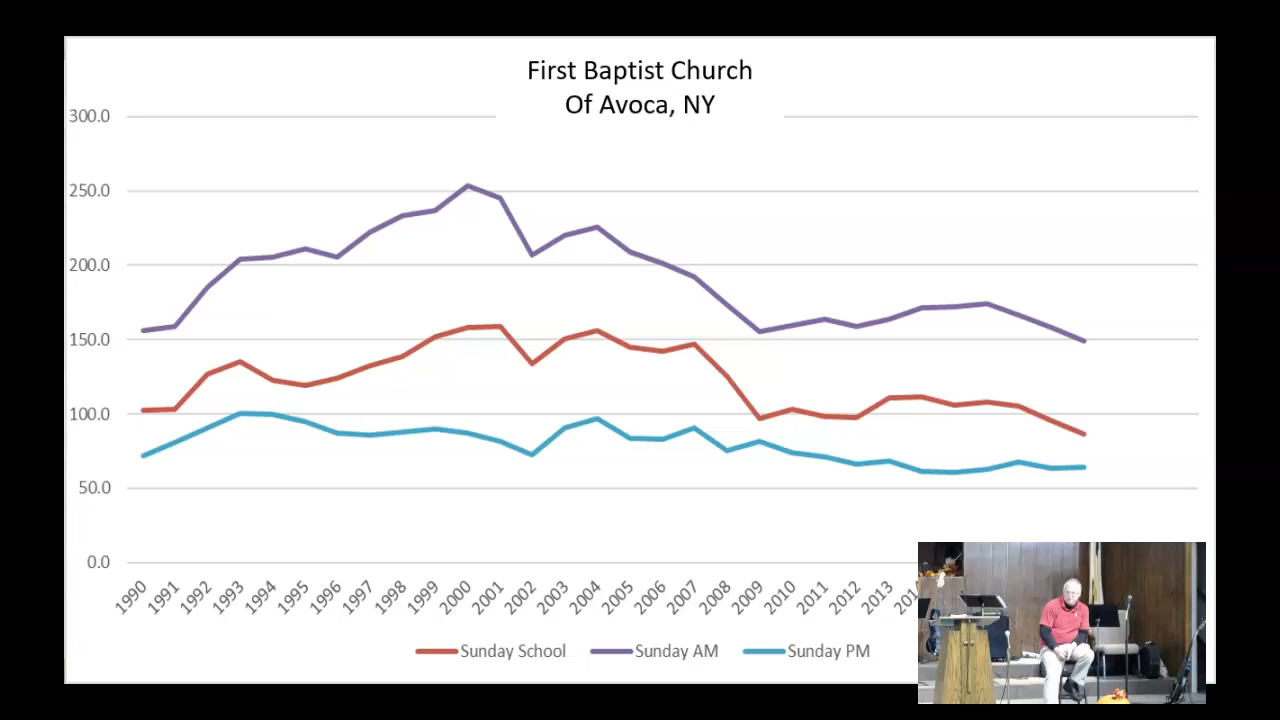 First Baptist Church
Of Avoca, NY
300.0
250.0
200.0
150.0
100.0
50.0
0.0
1990 1991 1992 1993 1994 1995 1996 1997 1998 1999 2000 2001 2002 2003 2004 2005 2006 2007 2008 2009 2010 2011 2012 2013
Sunday School Sunday AM Sunday PM